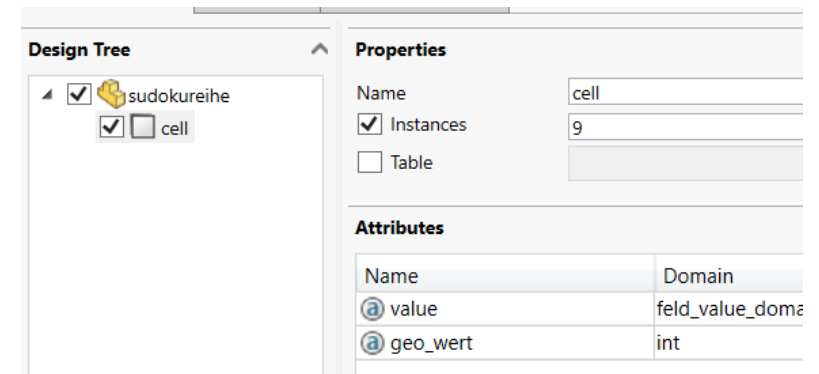 Design Tree
sudokureihe
cell
Properties
Name cell
Instances 9
Table
Attributes
Name Domain
a value feld_value_doma
a geo_wert int